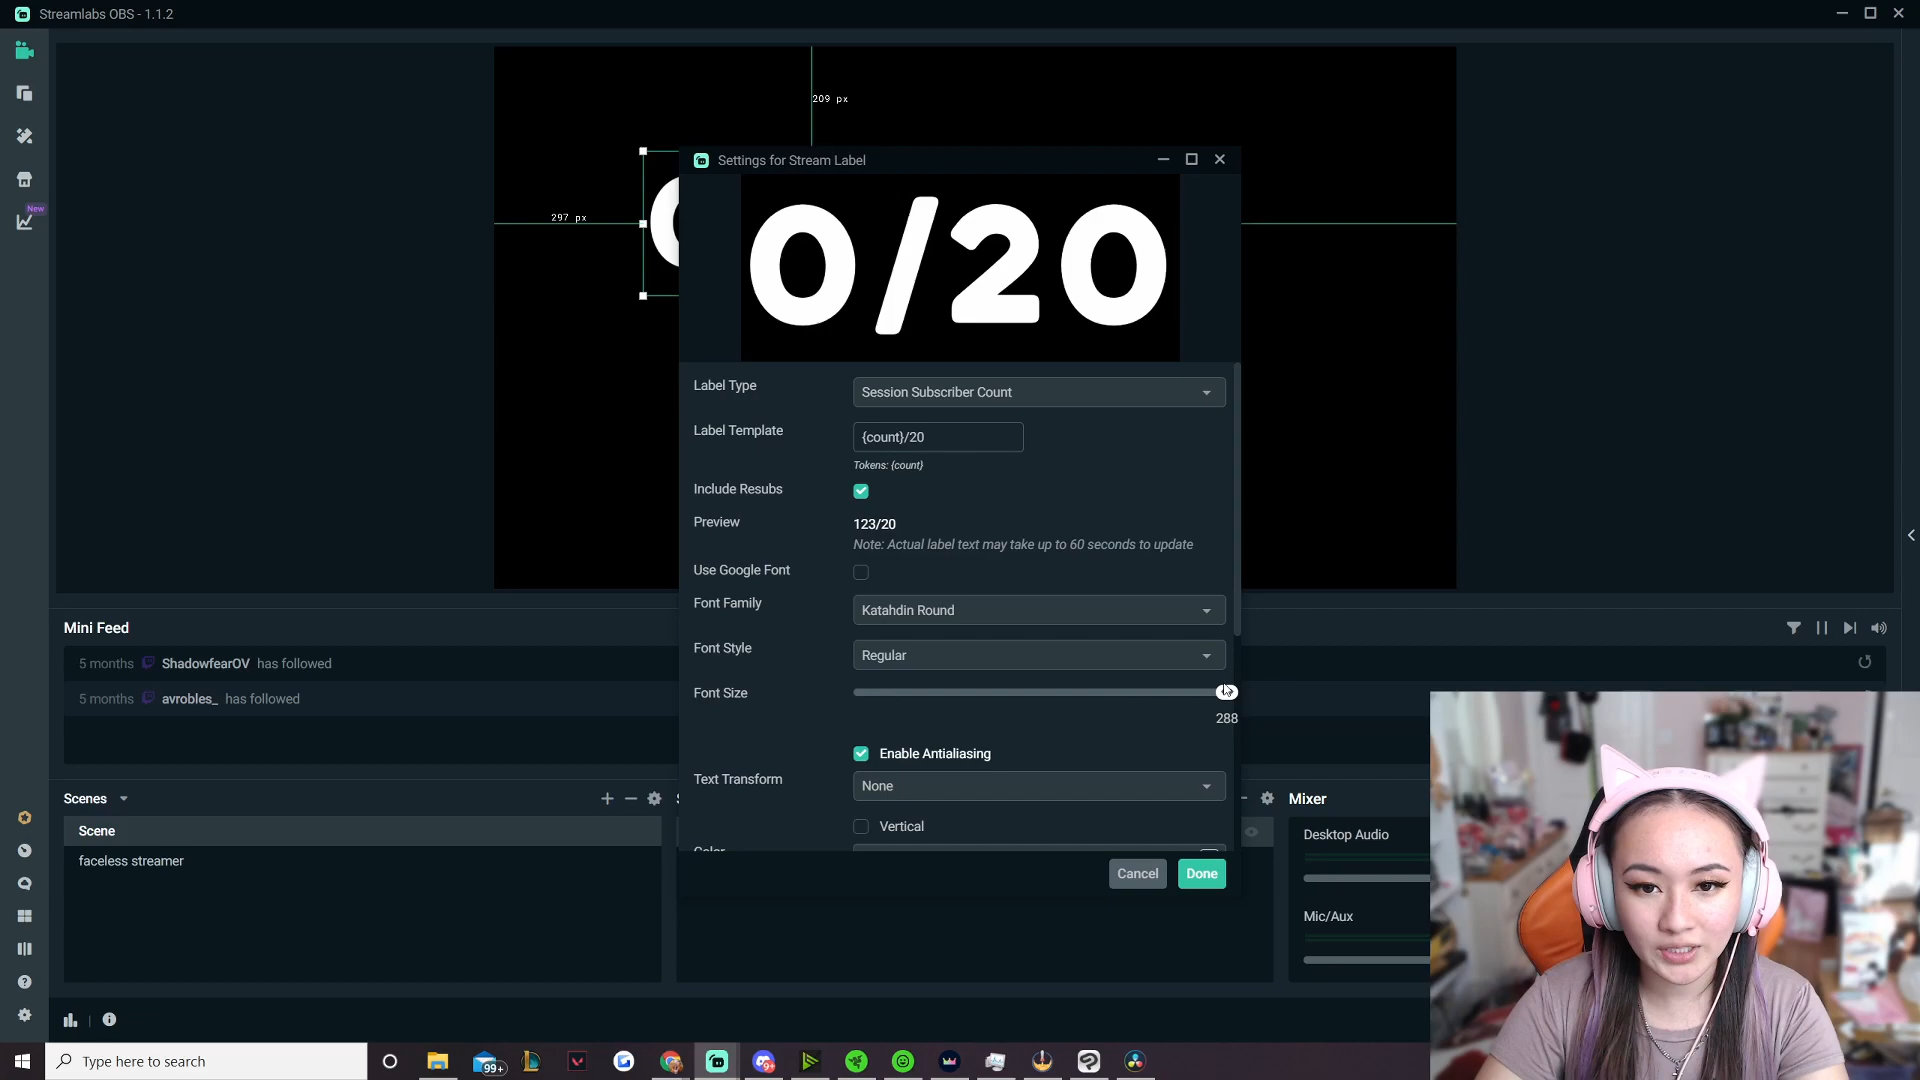 Streamlabs OBS - 1.1.2
209 px
297 px
New
Settings for Stream Label
0/20
Label Type
Session Subscriber Count
Label Template
{count}/20
Tokens: {count}
Include Resubs
Preview
123/20
Note: Actual label text may take up to 60 seconds to update
Use Google Font
Font Family
Katahdin Round
Font Style
Regular
Font Size
288
Enable Antialiasing
Text Transform
None
Vertical
Color
Cancel
Done
Mini Feed
5 months ShadowfearOV has followed
5 months avrobles_ has followed
Scenes
Scene
faceless streamer
Mixer
Desktop Audio
Mic/Aux
Type here to search
99+